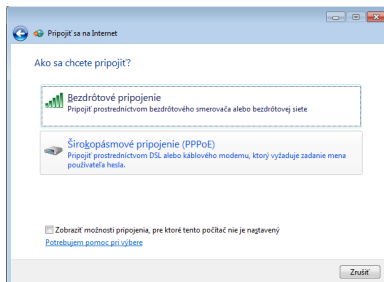 Pripojiť sa na Internet
Ako sa chcete pripojiť?
Bezdrôtové pripojenie
Pripojiť prostredníctvom bezdrôtového smerovača alebo bezdrôtovej siete
Širokopásmové pripojenie (PPPoE)
Pripojiť prostredníctvom DSL alebo káblového modemu, ktorý vyžaduje zadanie mena
používateľa hesla.
Zobraziť možnosti pripojenia, pre ktoré tento počítač nie je nastavený
Potrebujem pomoc pri výbere
Zrušiť